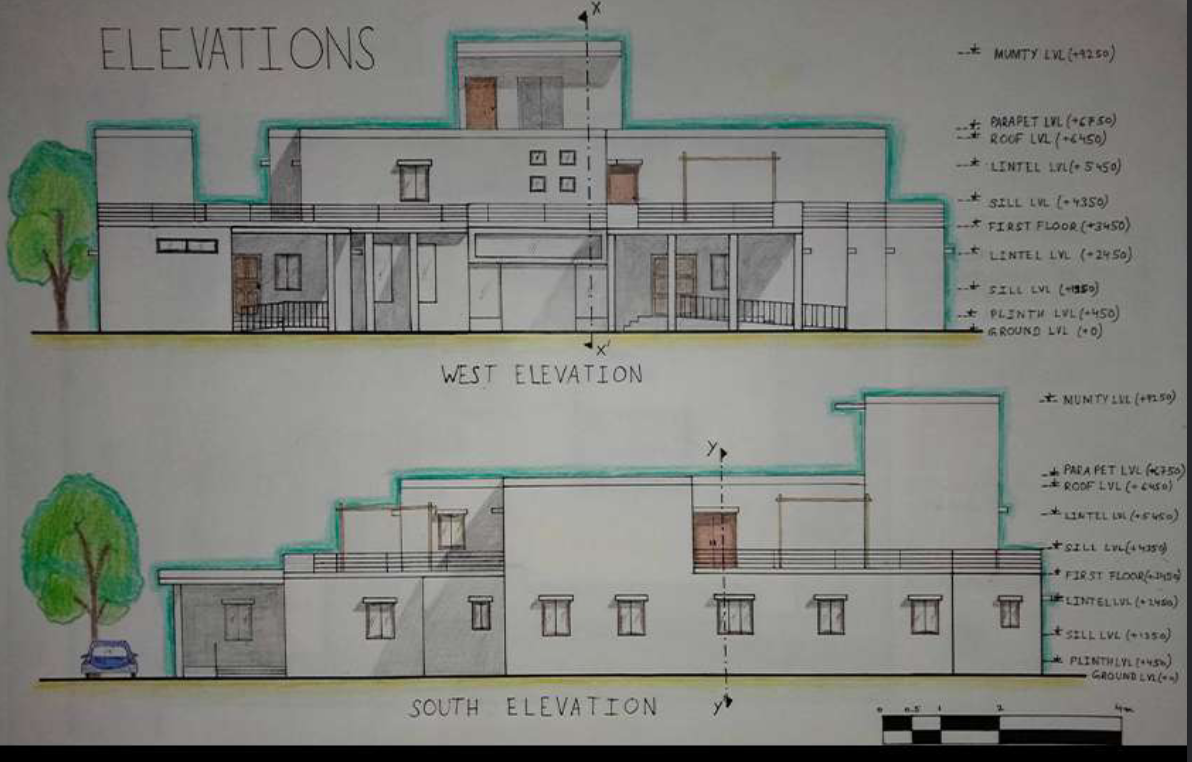 ELEVATIONS
X
MUMTY LVL (+9250)
PARAPET LVL (+6750)
ROOF LVL (+6450)
LINTEL LVL (+5450)
SILL LVL (+4350)
FIRST FLOOR (+3450)
LINTEL LVL (+2450)
SILL LVL (+1350)
PLINTH LVL (+450)
GROUND LVL (+0)
X'
WEST ELEVATION
MUMTY LVL (+9250)
Y
PARAPET LVL (+6750)
ROOF LVL (+6450)
LINTEL LVL (+5450)
SILL LVL (+4350)
FIRST FLOOR (+3450)
LINTEL LVL (+2450)
SILL LVL (+1350)
PLINTH LVL (+450)
GROUND LVL (+0)
Y'
SOUTH ELEVATION
0 0.5 1 2 4m